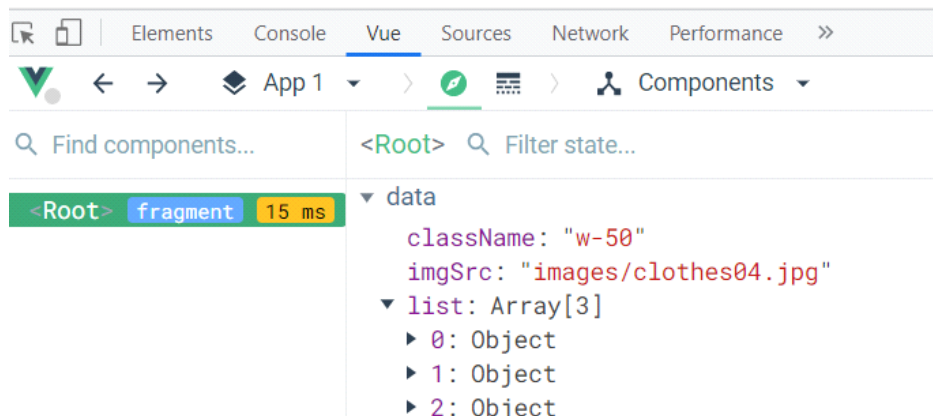 Elements Console Vue Sources Network Performance »
App 1 Components
Find components... <Root> Filter state...
<Root> fragment 15 ms
data
className: "w-50"
imgSrc: "images/clothes04.jpg"
list: Array[3]
0: Object
1: Object
2: Object